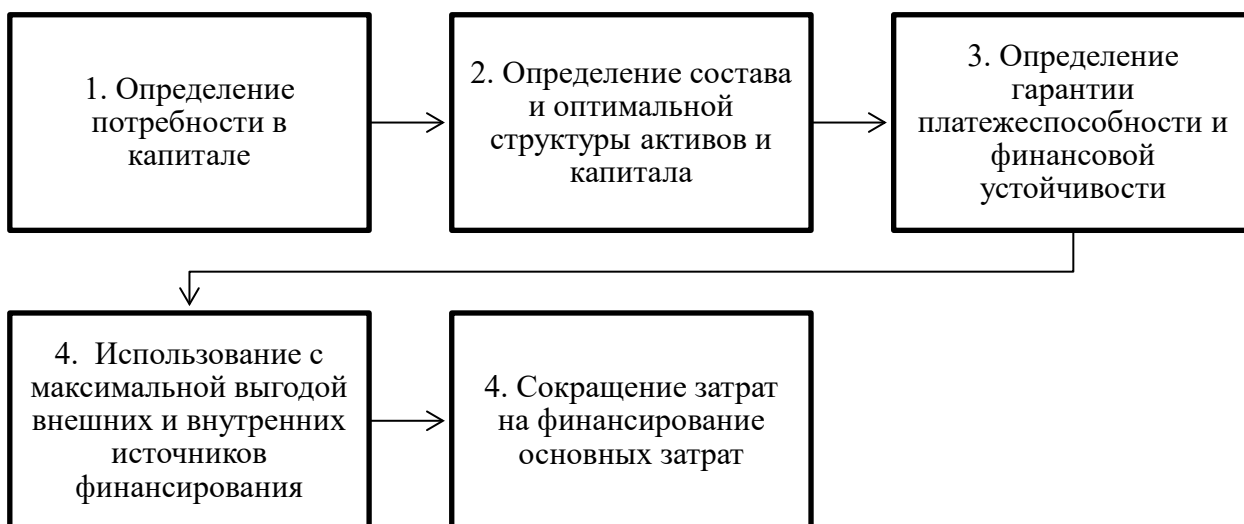 1. Определение
потребности в
капитале
2. Определение состава
и оптимальной
структуры активов и
капитала
3. Определение
гарантии
платежеспособности и
финансовой
устойчивости
4. Использование с
максимальной выгодой
внешних и внутренних
источников
финансирования
4. Сокращение затрат
на финансирование
основных затрат